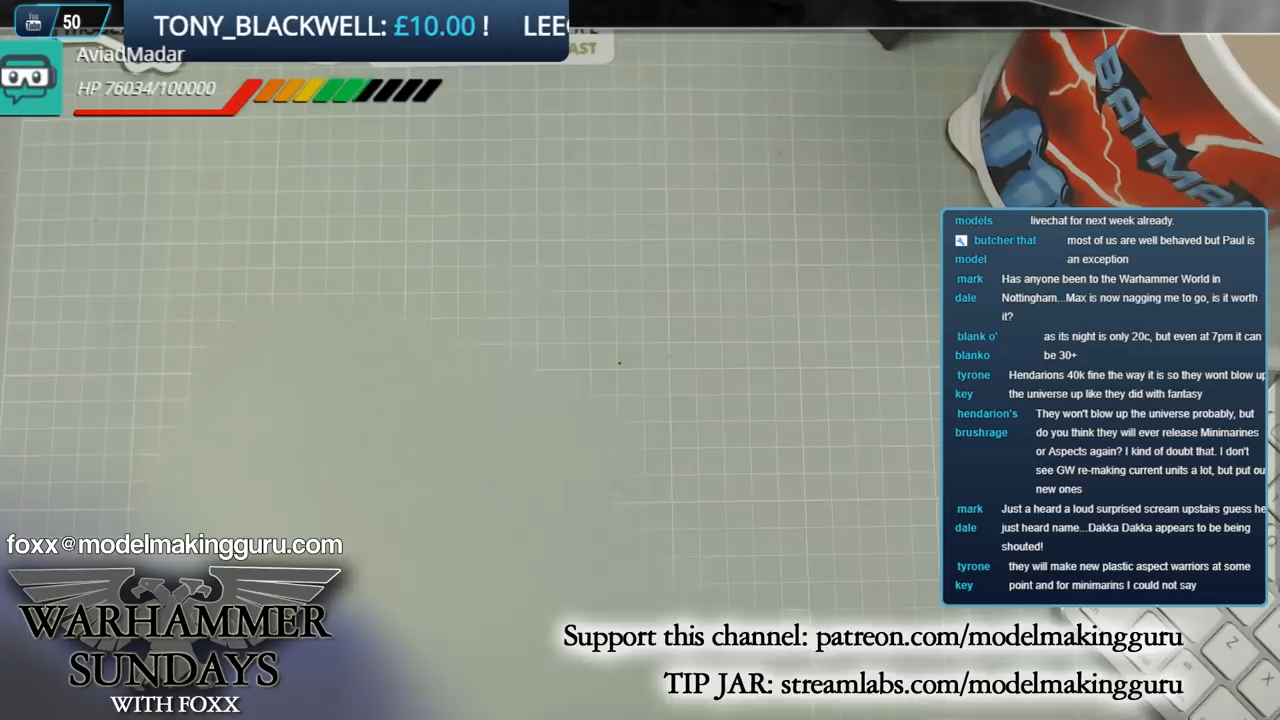 You
Tube
50
TONY_BLACKWELL: £10.00 ! LEE
AST
AviadMadar
HP 76034/100000
BATMA
models livechat for next week already.
butcher that most of us are well behaved but Paul is
model an exception
mark Has anyone been to the Warhammer World in
dale Nottingham...Max is now nagging me to go, is it worth
it?
blank o' as its night is only 20c, but even at 7pm it can
blanko be 30+
tyrone Hendarions 40k fine the way it is so they wont blow up
key the universe up like they did with fantasy
hendarion's They won't blow up the universe probably, but
brushrage do you think they will ever release Minimarines
or Aspects again? I kind of doubt that. I don't
see GW re-making current units a lot, but put ou
new ones
mark Just a heard a loud surprised scream upstairs guess he
dale just heard name...Dakka Dakka appears to be being
shouted!
tyrone they will make new plastic aspect warriors at some
key point and for minimarins I could not say
foxx@modelmakingguru.com
WARHAMMER
SUNDAYS
WITH FOXX
Support this channel: patreon.com/modelmakingguru
TIP JAR: streamlabs.com/modelmakingguru
Z